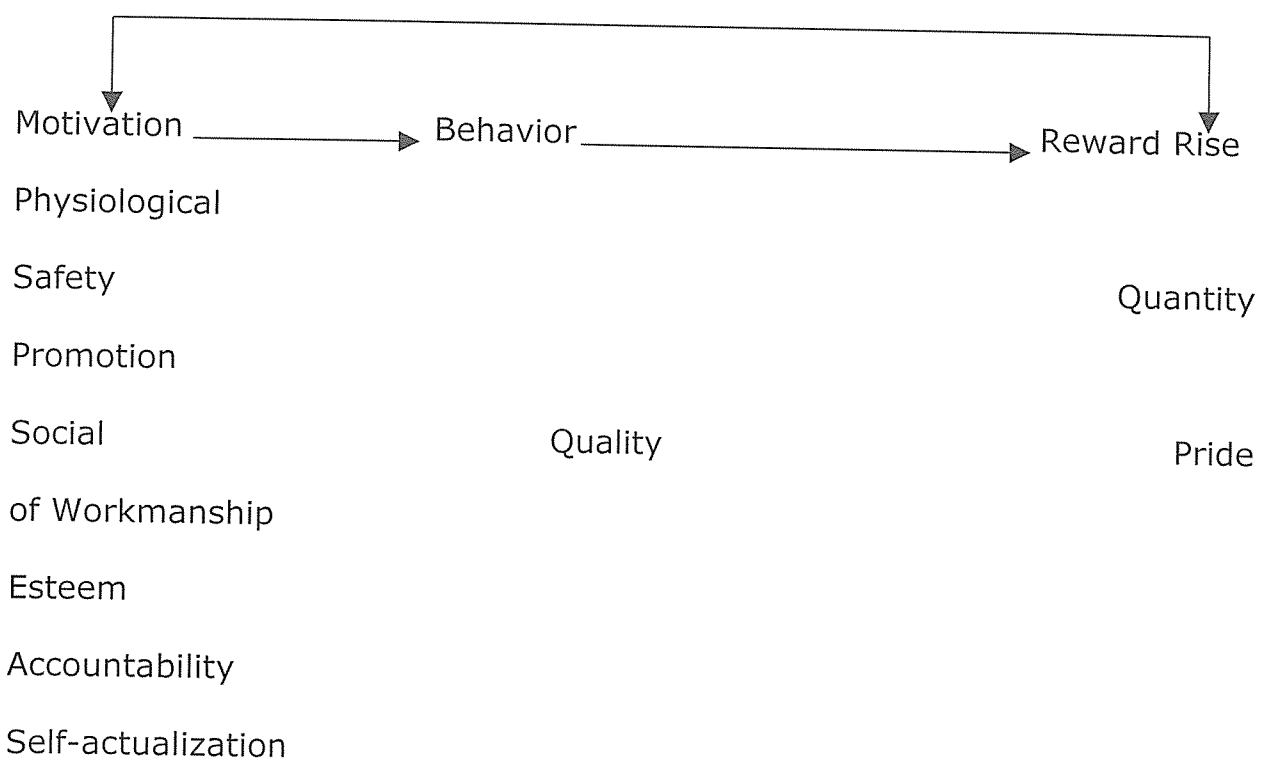 Motivation Behavior Reward Rise
Physiological
Safety Quantity
Promotion
Social Quality Pride
of Workmanship
Esteem
Accountability
Self-actualization